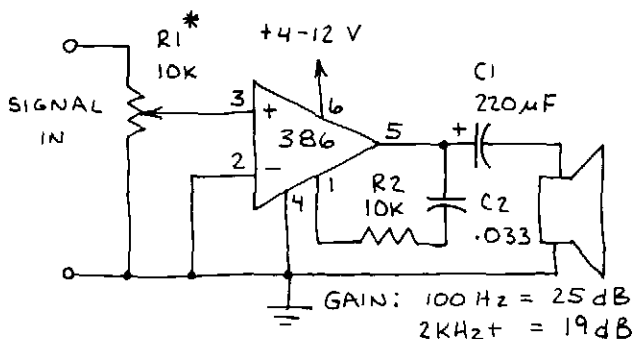 R1*
10K
SIGNAL
IN
+4-12 V
3
+
6
386
2
-
4
1
5
R2
10K
+
C1
220µF
C2
.033
GAIN: 100 Hz = 25 dB
2KHz+ = 19 dB